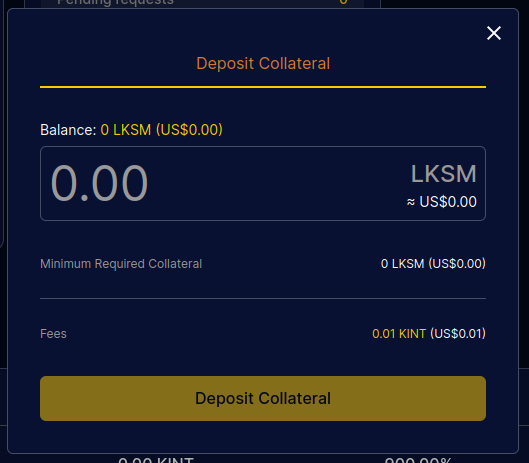 Pending requests 0
Deposit Collateral
Balance: 0 LKSM (US$0.00)
0.00 LKSM
≈ US$0.00
Minimum Required Collateral 0 LKSM (US$0.00)
Fees 0.01 KINT (US$0.01)
Deposit Collateral
0.00 KINT 900.00%